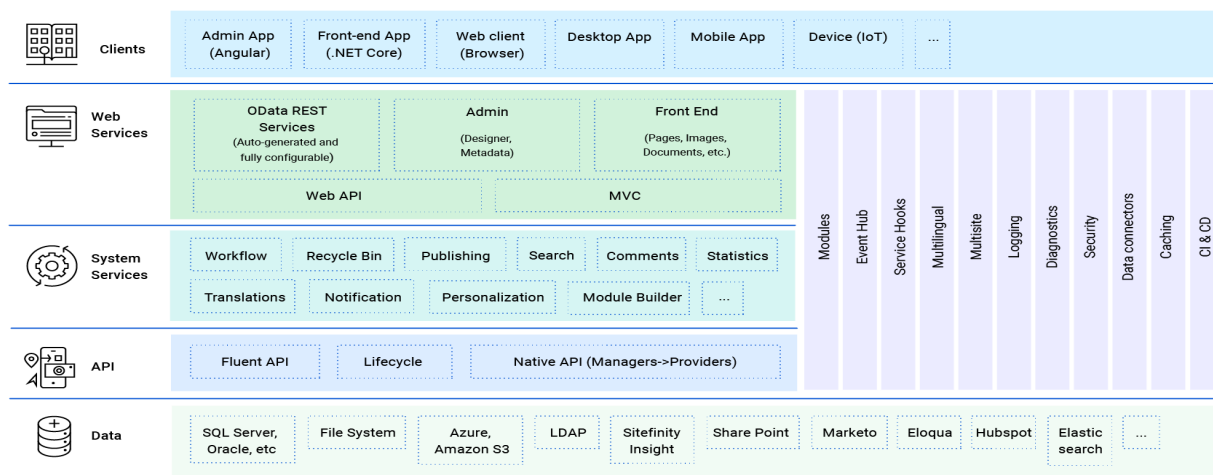 Clients
Admin App
(Angular)
Front-end App
(.NET Core)
Web client
(Browser)
Desktop App
Mobile App
Device (IoT)
...
Web
Services
OData REST
Services
(Auto-generated and
fully configurable)
Admin
(Designer,
Metadata)
Front End
(Pages, Images,
Documents, etc.)
Web API
MVC
System
Services
Workflow
Recycle Bin
Publishing
Search
Comments
Statistics
Translations
Notification
Personalization
Module Builder
...
API
Fluent API
Lifecycle
Native API (Managers->Providers)
Modules
Event Hub
Service Hooks
Multilingual
Multisite
Logging
Diagnostics
Security
Data connectors
Caching
CI & CD
Data
SQL Server,
Oracle, etc
File System
Azure,
Amazon S3
LDAP
Sitefinity
Insight
Share Point
Marketo
Eloqua
Hubspot
Elastic
search
...